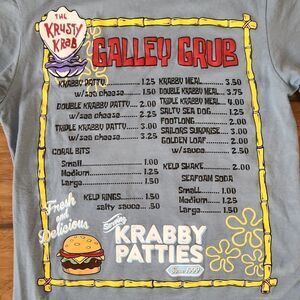 THE
KRUSTY
KRAB
GALLEY GRUB
KRABBY PATTY..... 1.25
w/sea cheese..... 1.50
DOUBLE KRABBY PATTY... 2.00
w/sea cheese..... 2.25
TRIPLE KRABBY PATTY..... 3.00
w/sea cheese..... 3.25
CORAL BITS
Small..... 1.00
Medium..... 1.25
Large..... 1.50
KELP RINGS..... 1.50
salty sauce.. .50
KRABBY MEAL..... 3.50
DOUBLE KRABBY MEAL... 3.75
TRIPLE KRABBY MEAL... 4.00
SALTY SEA DOG..... 1.25
FOOTLONG..... 2.00
SAILORS SURPRISE..... 3.00
GOLDEN LOAF..... 2.00
w/sauce..... 2.50
KELP SHAKE..... 2.00
SEAFOAM SODA
Small..... 1.00
Medium..... 1.25
Large..... 1.50
Fresh
and
Delicious
KRABBY
PATTIES
Since 1999